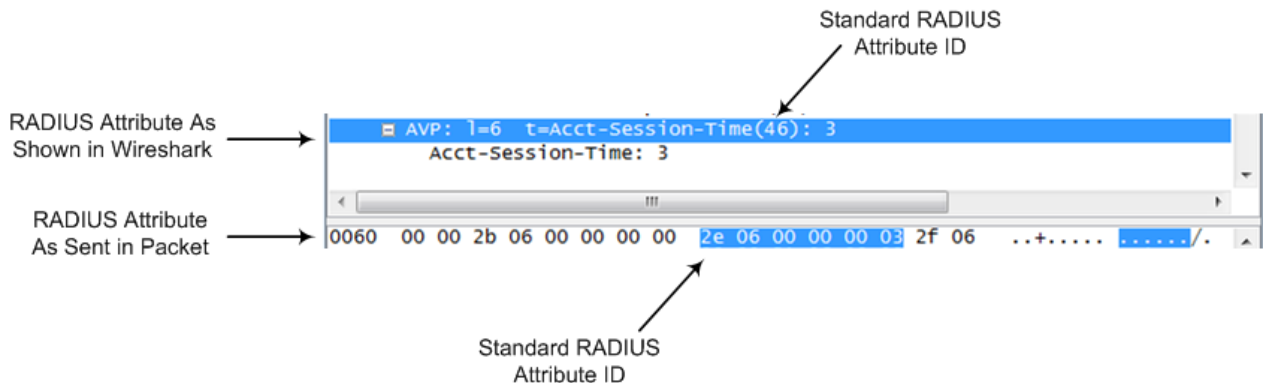 Standard RADIUS
Attribute ID
RADIUS Attribute As
Shown in Wireshark
AVP: l=6 t=Acct-Session-Time(46): 3
Acct-Session-Time: 3
RADIUS Attribute
As Sent in Packet
0060 00 00 2b 06 00 00 00 00 2e 06 00 00 00 03 2f 06 ..+..... ....../.
Standard RADIUS
Attribute ID